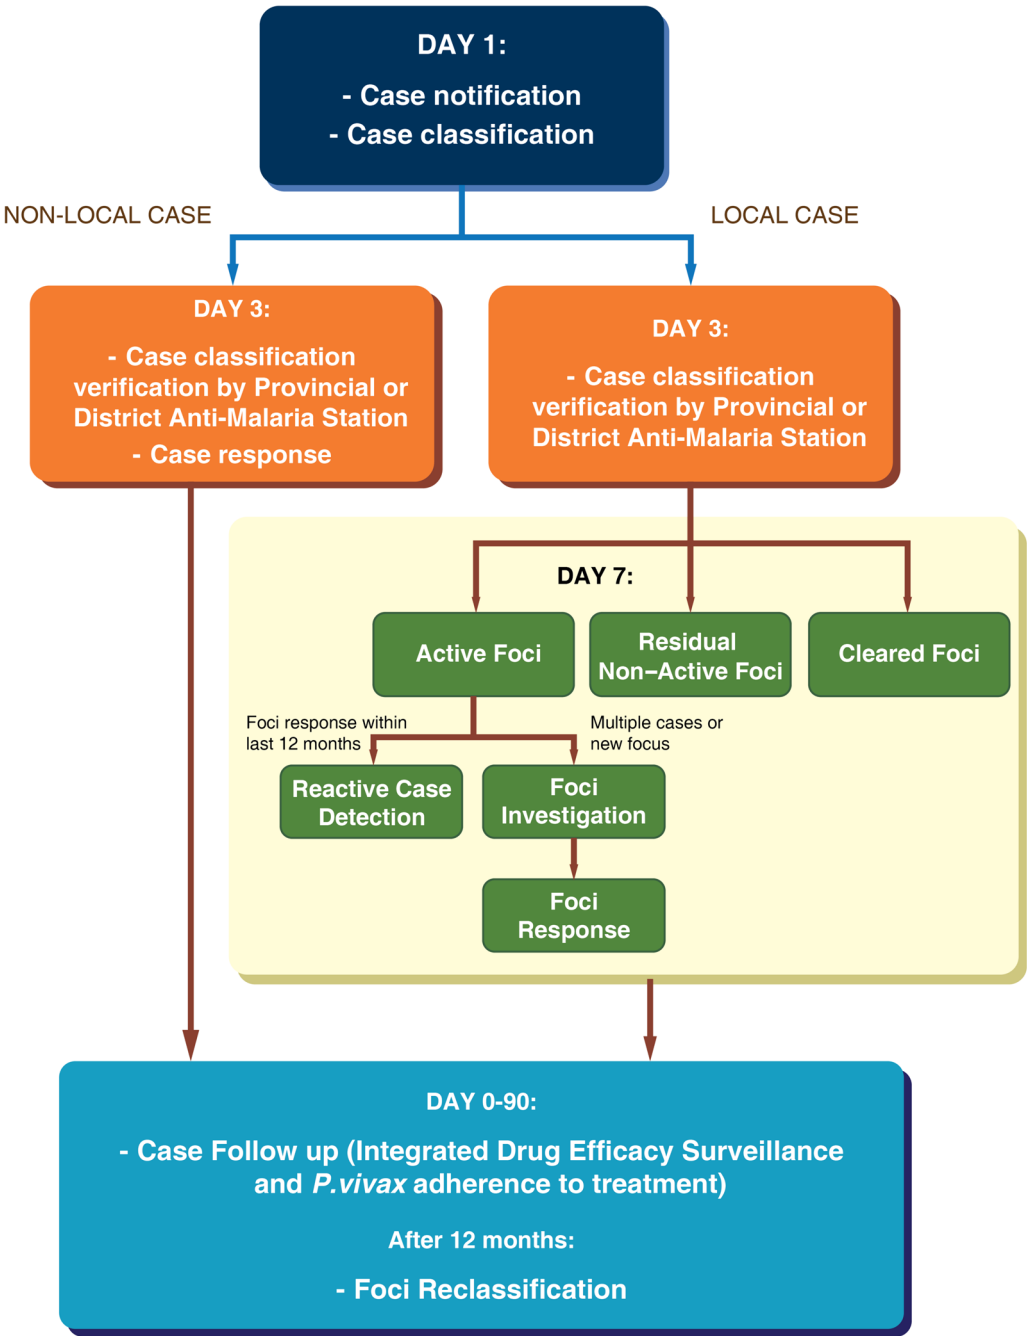 DAY 1:
- Case notification
- Case classification
NON-LOCAL CASE
LOCAL CASE
DAY 3:
- Case classification
verification by Provincial or
District Anti-Malaria Station
- Case response
DAY 3:
- Case classification
verification by Provincial or
District Anti-Malaria Station
DAY 7:
Active Foci
Residual
Non–Active Foci
Cleared Foci
Foci response within
last 12 months
Multiple cases or
new focus
Reactive Case
Detection
Foci
Investigation
Foci
Response
DAY 0-90:
- Case Follow up (Integrated Drug Efficacy Surveillance
and P.vivax adherence to treatment)
After 12 months:
- Foci Reclassification